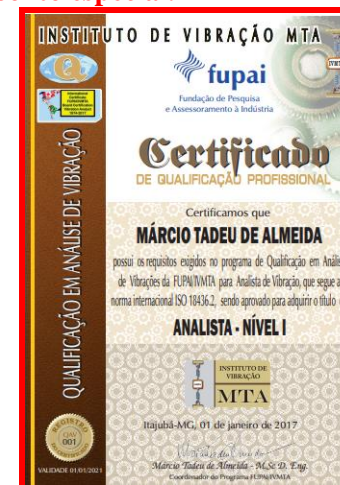 INSTITUTO DE VIBRAÇÃO MTA
fupai
Fundação de Pesquisa
e Assessoramento à Indústria
Certificado
DE QUALIFICAÇÃO PROFISSIONAL
QUALIFICAÇÃO EM ANÁLISE DE VIBRAÇÃO
Certificamos que
MÁRCIO TADEU DE ALMEIDA
possui os requisitos exigidos no programa de Qualificação em Anális
de Vibrações da FUPAI/IVMTA para Analista de Vibração, que segue a
norma internacional ISO 18436.2, sendo aprovado para adquirir o título
ANALISTA - NÍVEL I
INSTITUTO DE
VIBRAÇÃO
MTA
Itajubá-MG, 01 de janeiro de 2017
Márcio Tadeu de Almeida - M.Sc D. Eng.
Coordenador do Programa FUPAI/IVMTA
REGISTRO
QAV
001
VALIDADE 01/01/2021